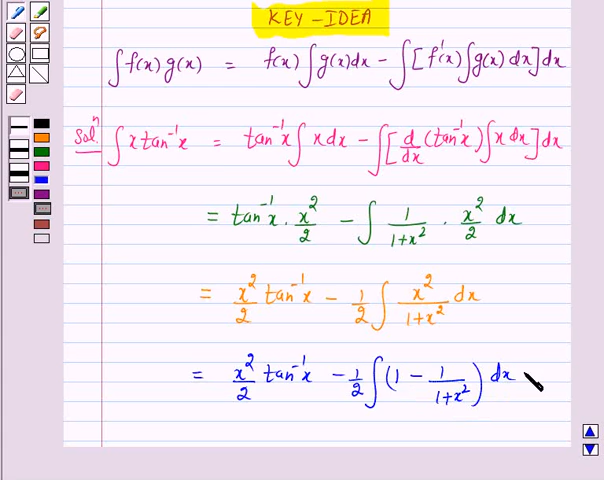 KEY-IDEA
∫f(x)g(x) = f(x)∫g(x)dx - ∫[f'(x)∫g(x)dx]dx
Solⁿ ∫x tan⁻¹x = tan⁻¹x∫x dx - ∫[d/dx(tan⁻¹x)∫x dx]dx
= tan⁻¹x · x²/2 - ∫ 1/(1+x²) · x²/2 dx
= x²/2 tan⁻¹x - 1/2 ∫ x²/(1+x²) dx
= x²/2 tan⁻¹x - 1/2 ∫(1 - 1/(1+x²)) dx